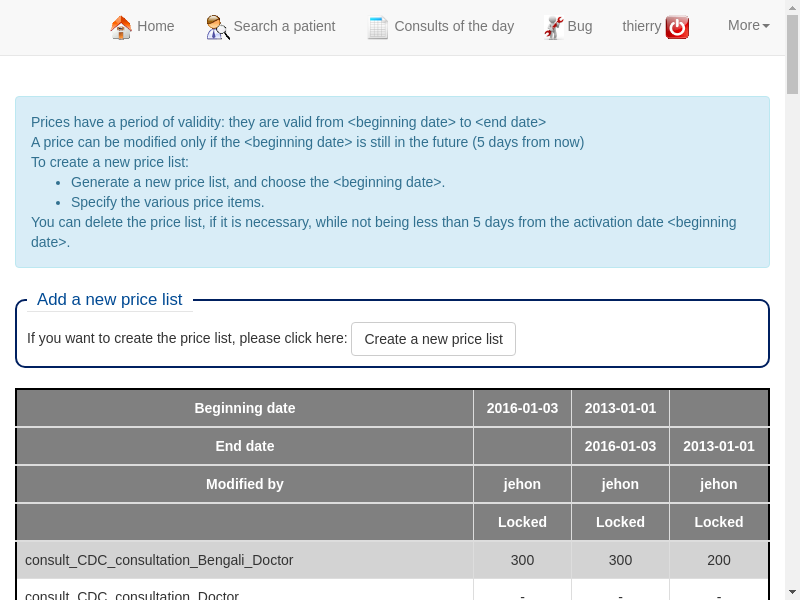 Home Search a patient Consults of the day Bug thierry More
Prices have a period of validity: they are valid from <beginning date> to <end date>
A price can be modified only if the <beginning date> is still in the future (5 days from now)
To create a new price list:
• Generate a new price list, and choose the <beginning date>.
• Specify the various price items.
You can delete the price list, if it is necessary, while not being less than 5 days from the activation date <beginning
date>.
Add a new price list
If you want to create the price list, please click here: Create a new price list
Beginning date 2016-01-03 2013-01-01
End date 2016-01-03 2013-01-01
Modified by jehon jehon jehon
Locked Locked Locked
consult_CDC_consultation_Bengali_Doctor 300 300 200
consult_CDC_consultation_Doctor - - -